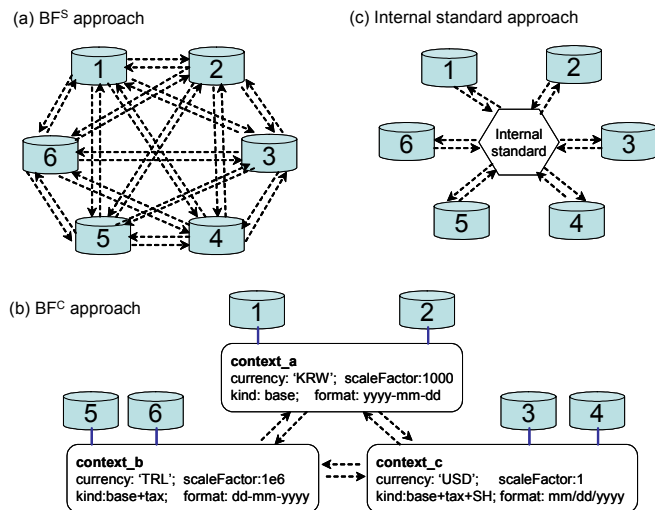 (a) BFS approach
1
2
6
3
5
4
(c) Internal standard approach
1
2
6
Internal
standard
3
5
4
(b) BFC approach
1
2
context_a
currency: 'KRW'; scaleFactor:1000
kind: base; format: yyyy-mm-dd
5
6
3
4
context_b
currency: 'TRL'; scaleFactor:1e6
kind:base+tax; format: dd-mm-yyyy
context_c
currency: 'USD'; scaleFactor:1
kind:base+tax+SH; format: mm/dd/yyyy